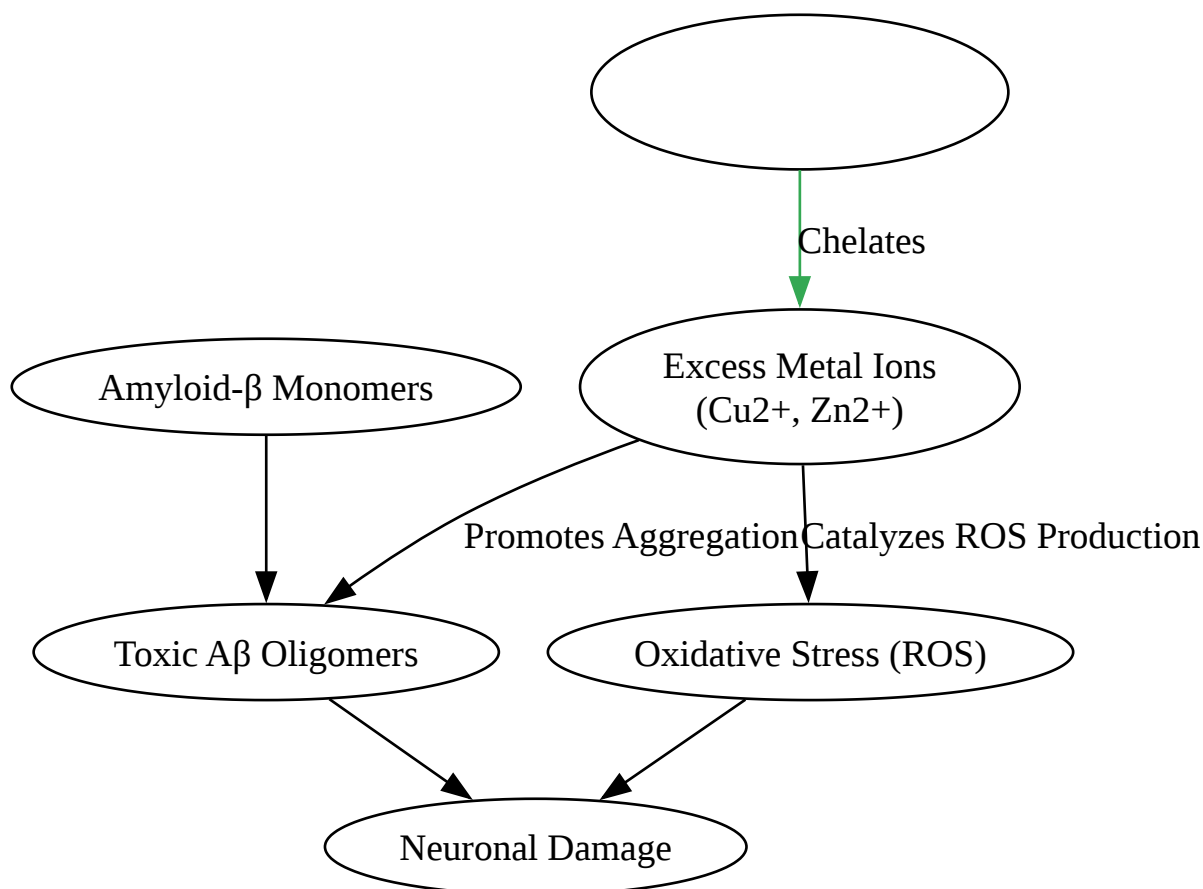 Chelates
Excess Metal Ions
(Cu2+, Zn2+)
Amyloid-β Monomers
Promotes Aggregation
Catalyzes ROS Production
Toxic Aβ Oligomers
Oxidative Stress (ROS)
Neuronal Damage